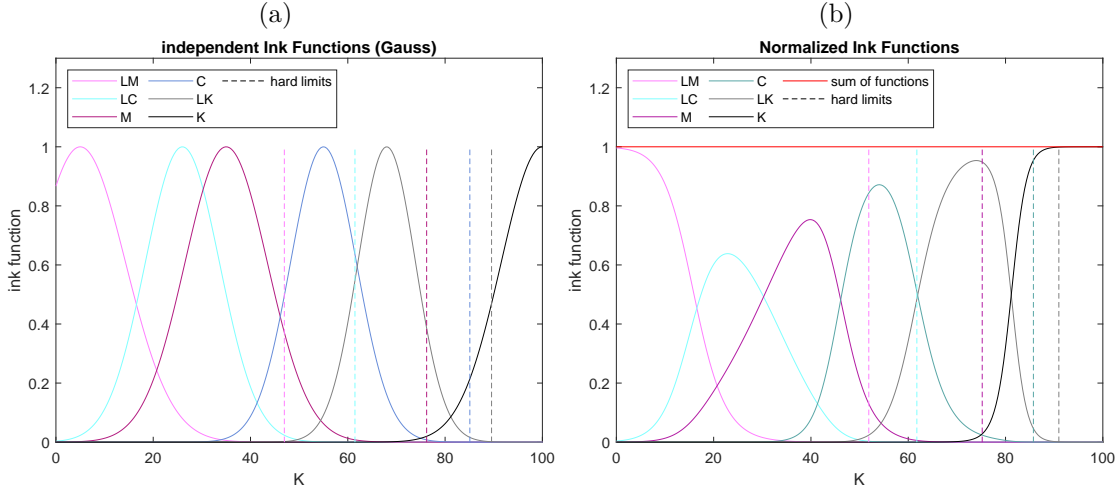 (a)
independent Ink Functions (Gauss)
LM
LC
M
C
LK
K
hard limits
1.2
1
0.8
0.6
0.4
0.2
0
ink function
0
20
40
60
80
100
K
(b)
Normalized Ink Functions
LM
LC
M
C
LK
K
sum of functions
hard limits
1.2
1
0.8
0.6
0.4
0.2
0
ink function
0
20
40
60
80
100
K